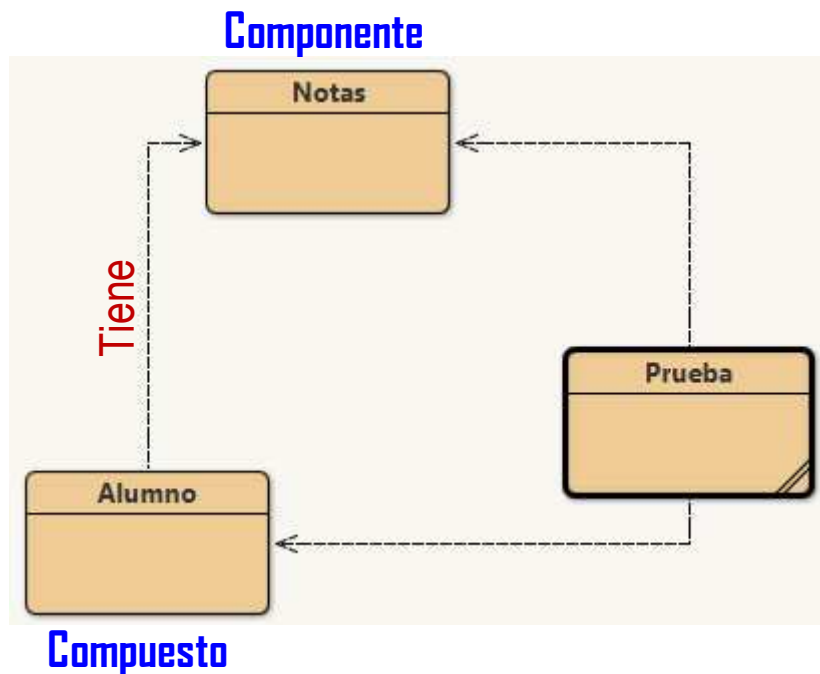 Componente
Notas
Tiene
Prueba
Alumno
Compuesto